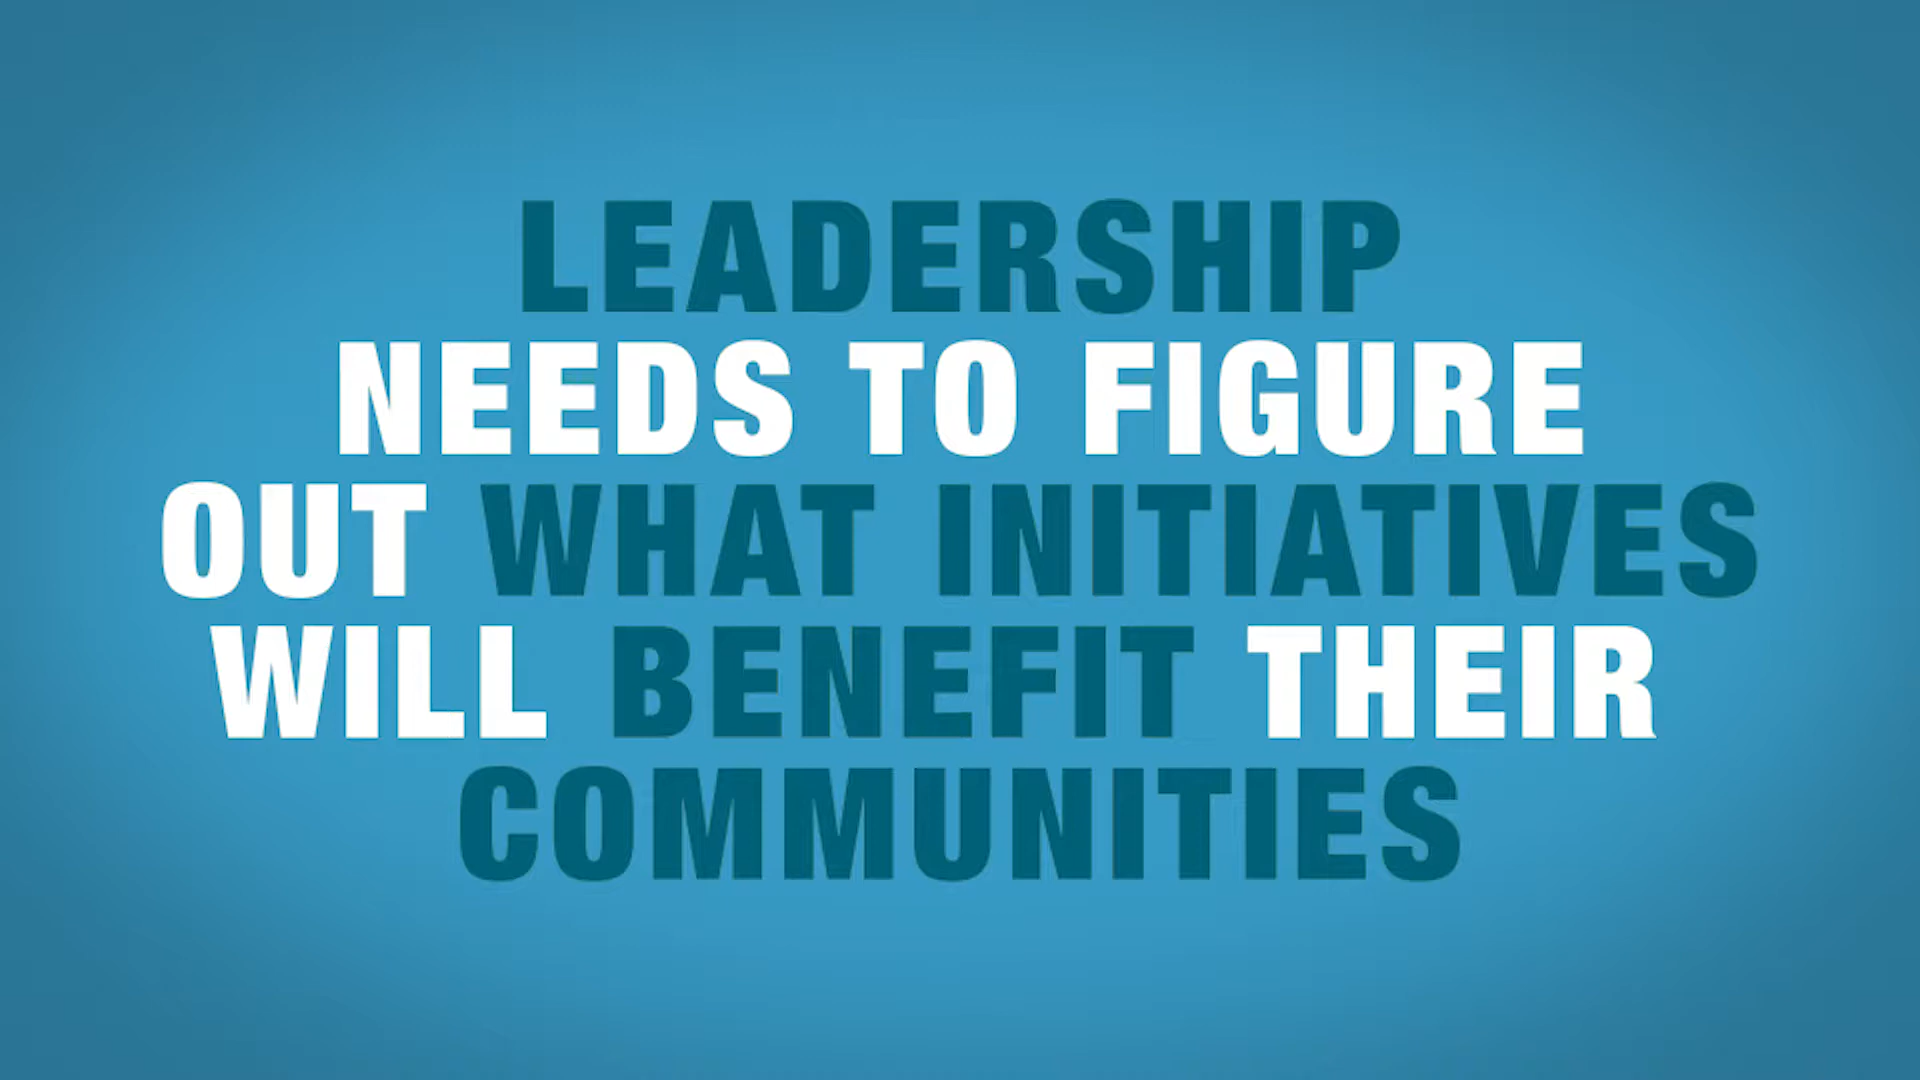 LEADERSHIP
NEEDS TO FIGURE
OUT WHAT INITIATIVES
WILL BENEFIT THEIR
COMMUNITIES